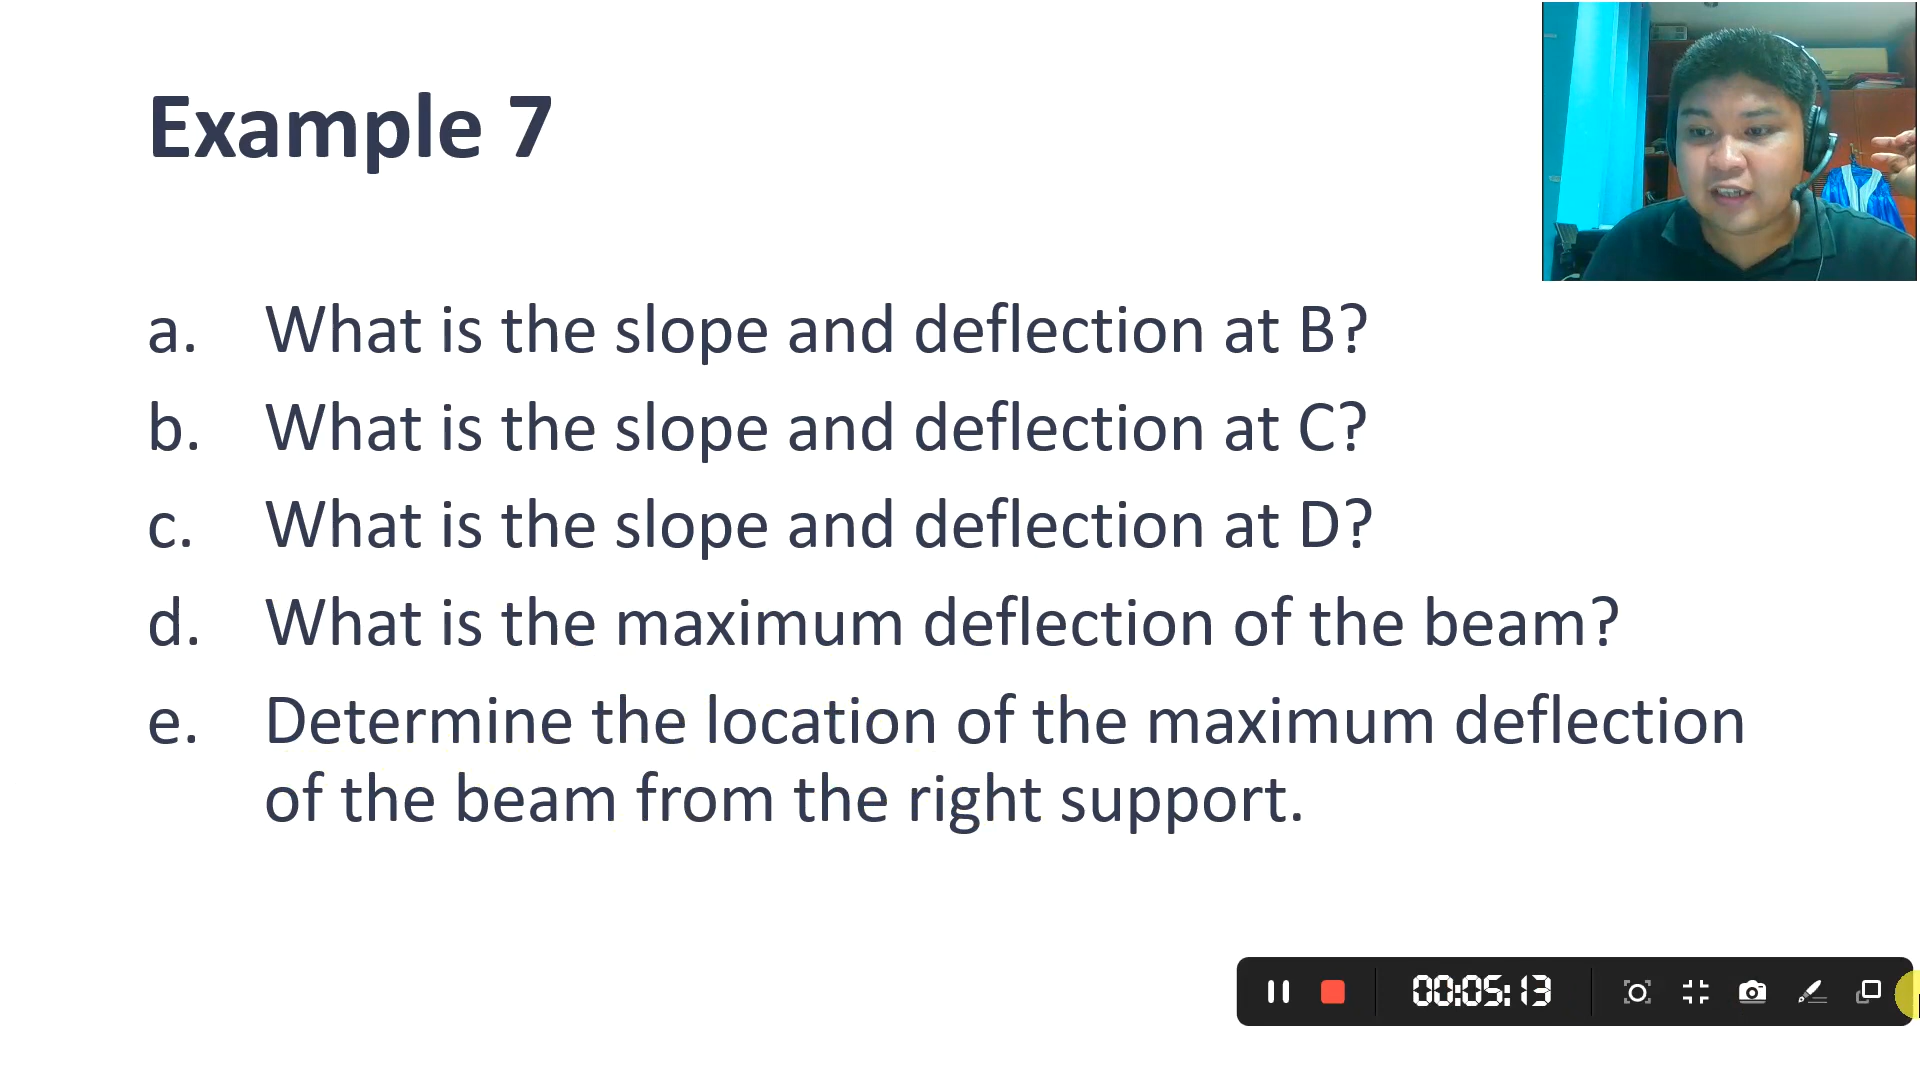 Example 7
a. What is the slope and deflection at B?
b. What is the slope and deflection at C?
c. What is the slope and deflection at D?
d. What is the maximum deflection of the beam?
e. Determine the location of the maximum deflection
of the beam from the right support.
00:05:13